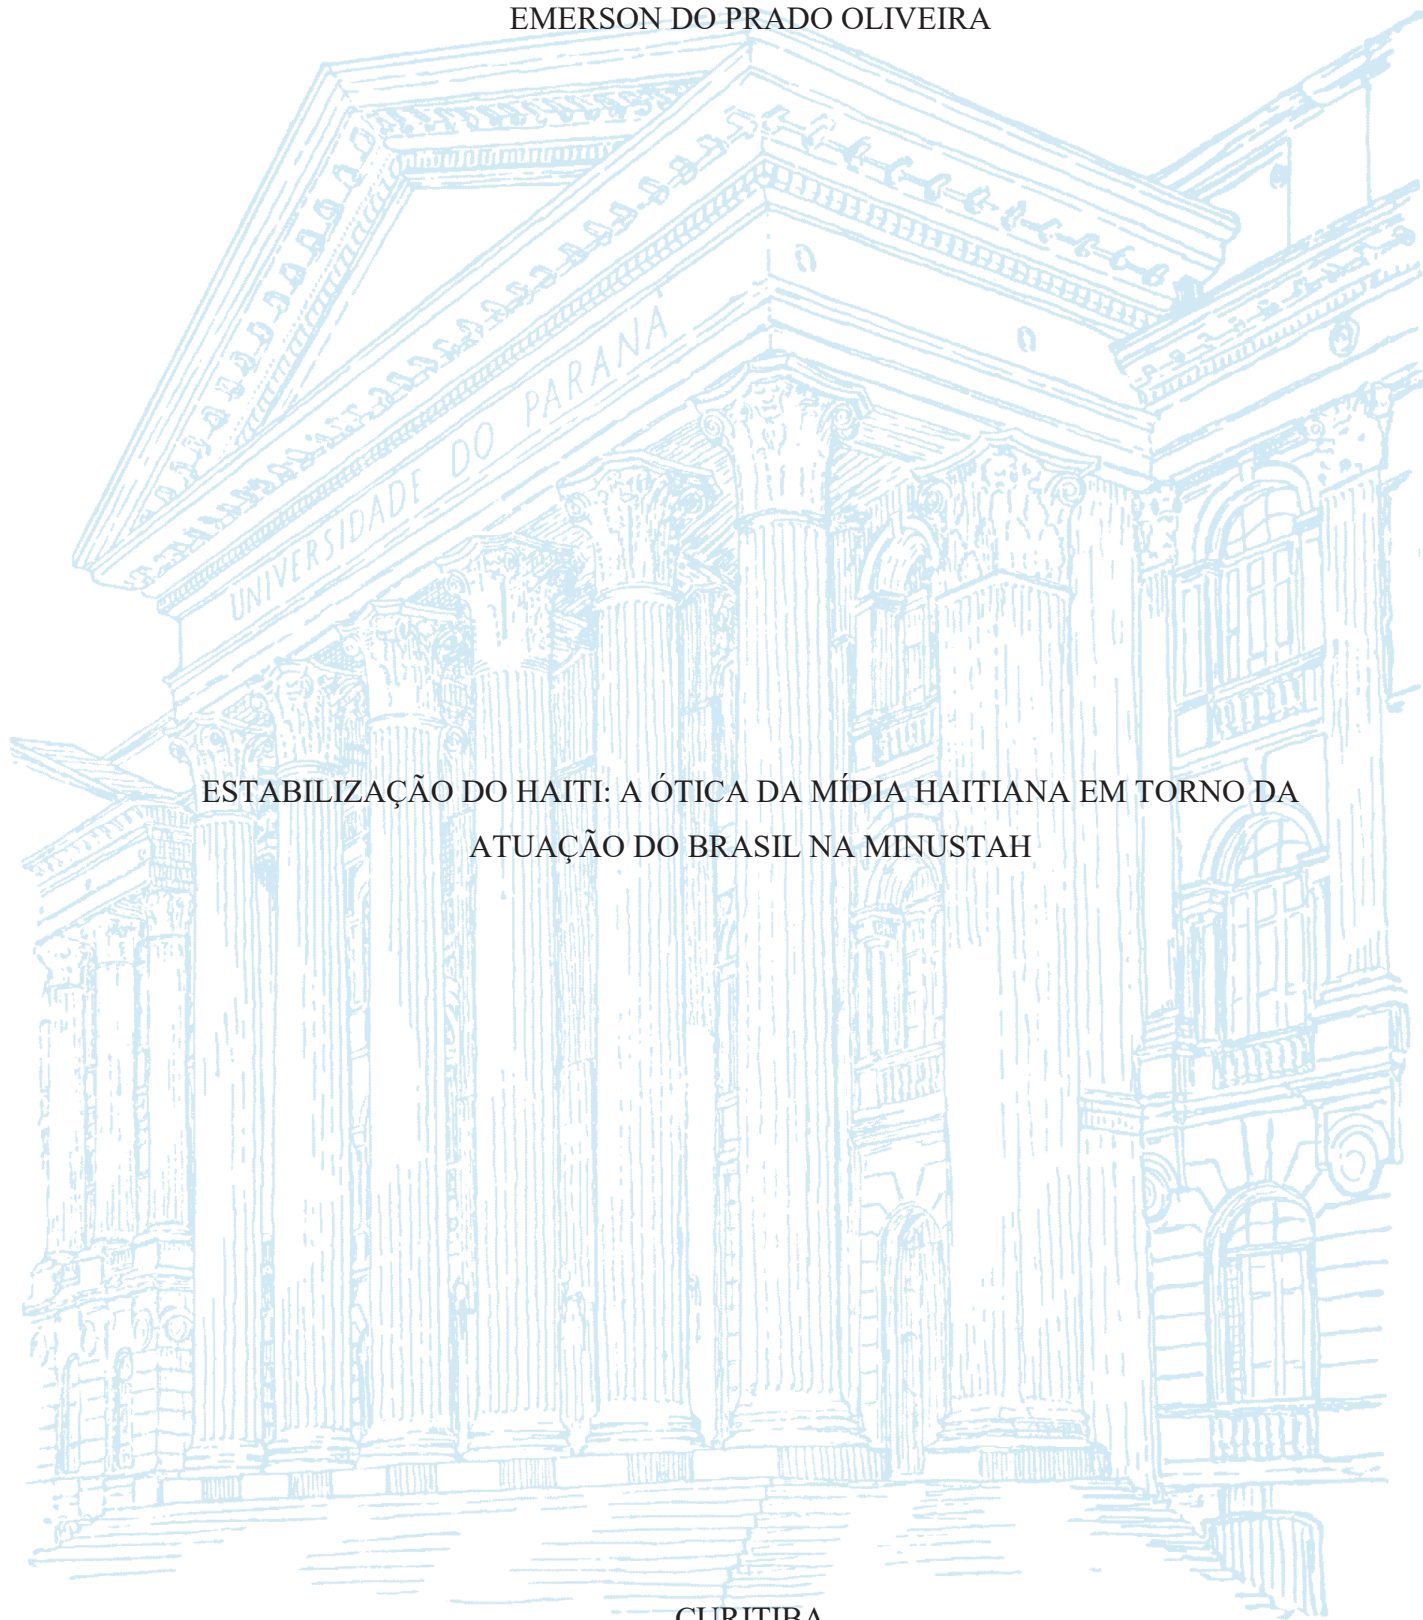 EMERSON DO PRADO OLIVEIRA
UNIVERSIDADE DO PARANÁ
ESTABILIZAÇÃO DO HAITI: A ÓTICA DA MÍDIA HAITIANA EM TORNO DA
ATUAÇÃO DO BRASIL NA MINUSTAH
CURITIBA